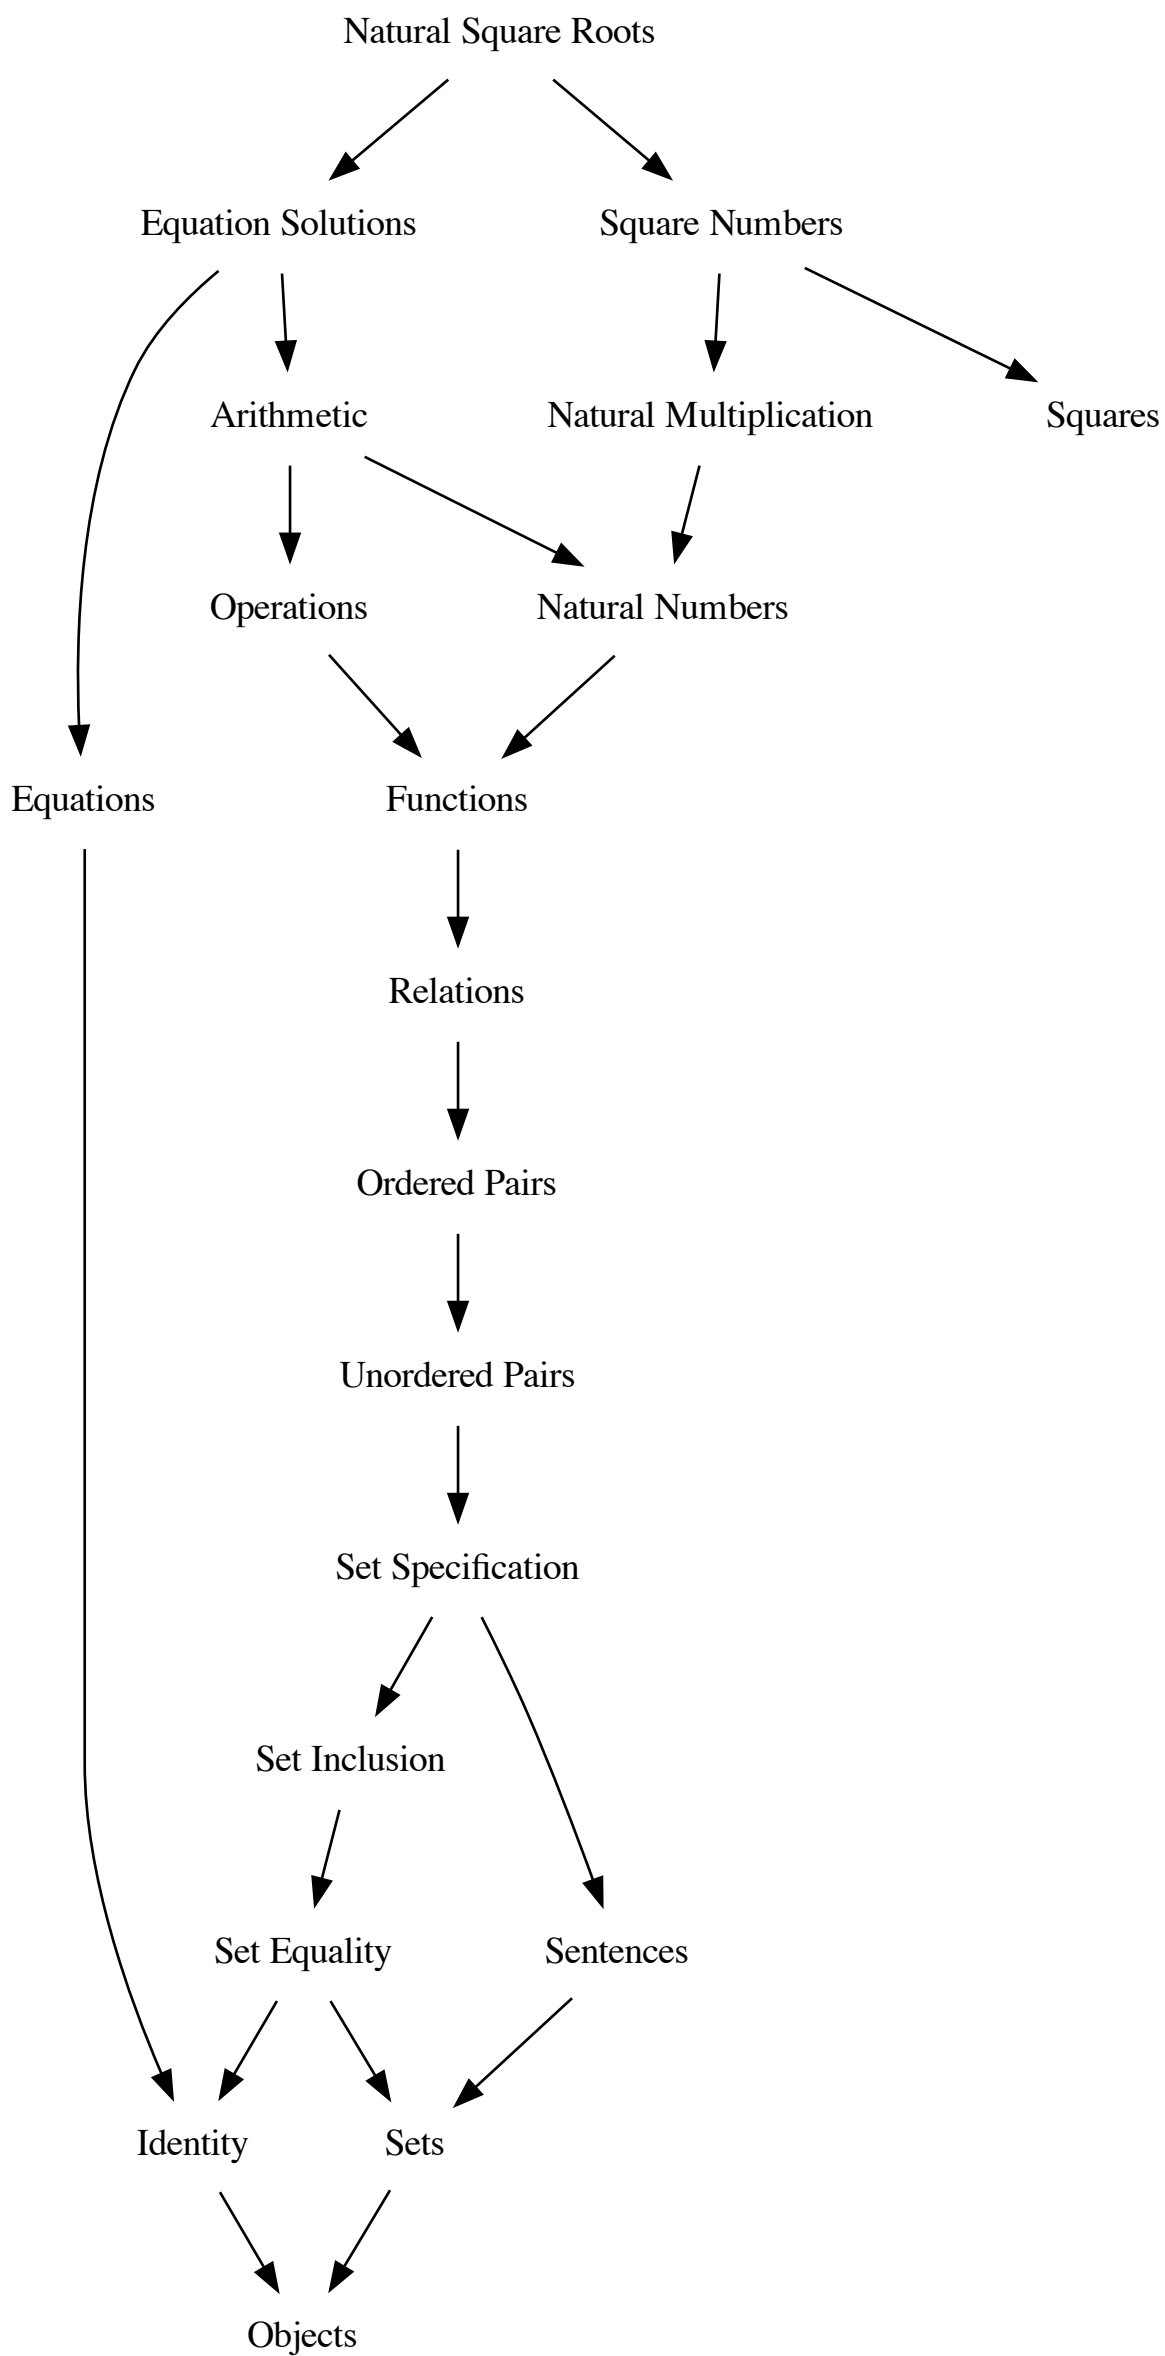 Natural Square Roots
Equation Solutions
Square Numbers
Arithmetic
Natural Multiplication
Squares
Operations
Natural Numbers
Equations
Functions
Relations
Ordered Pairs
Unordered Pairs
Set Specification
Set Inclusion
Set Equality
Sentences
Identity
Sets
Objects